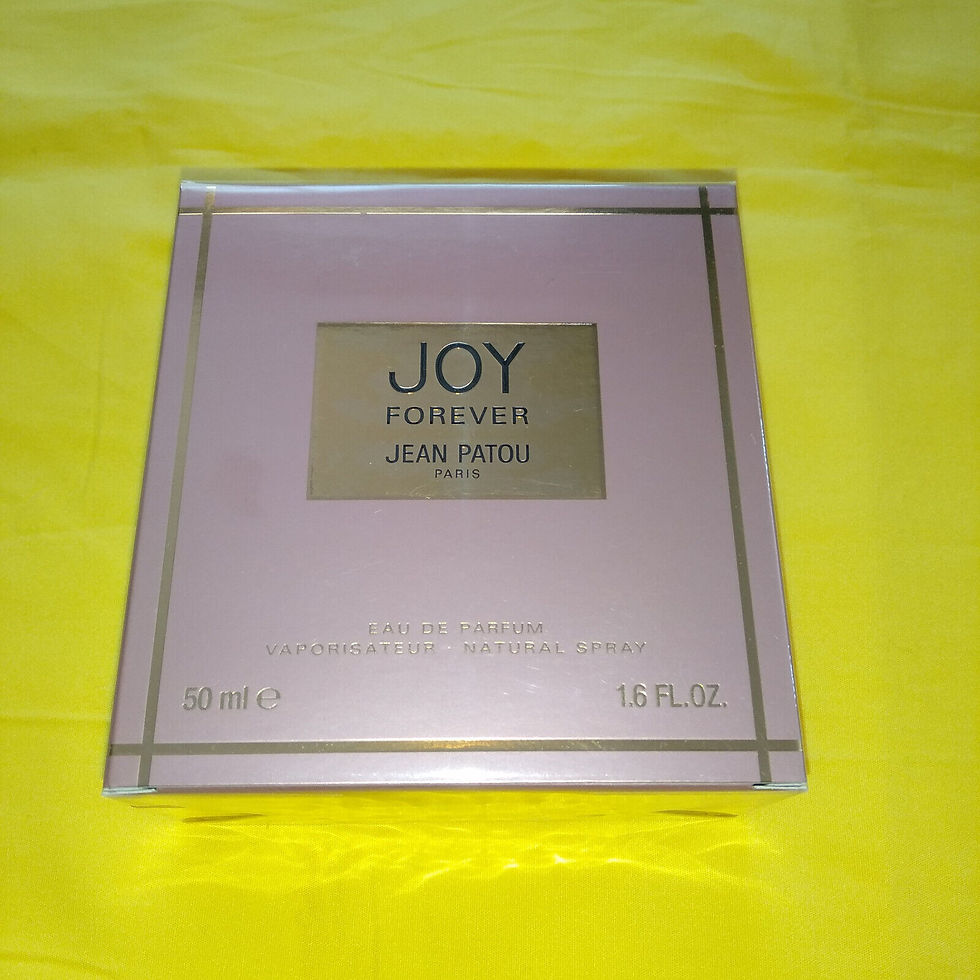 JOY
FOREVER
JEAN PATOU
PARIS
EAU DE PARFUM
VAPORISATEUR · NATURAL SPRAY
50 ml ℮
1.6 FL.OZ.